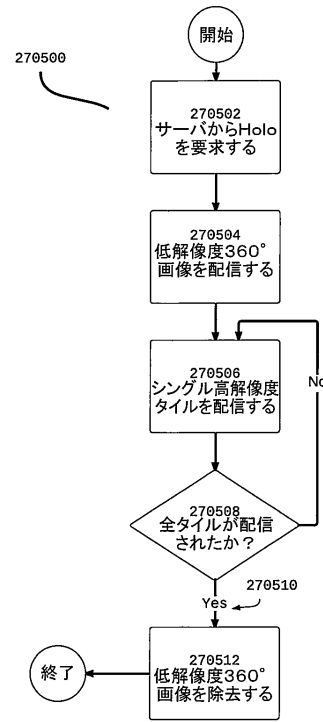 開始
270500
270502
サーバからHolo
を要求する
270504
低解像度360°
画像を配信する
270506
シングル高解像度
タイルを配信する
No
270508
全タイルが配信
されたか？
270510
Yes
270512
低解像度360°
画像を除去する
終了